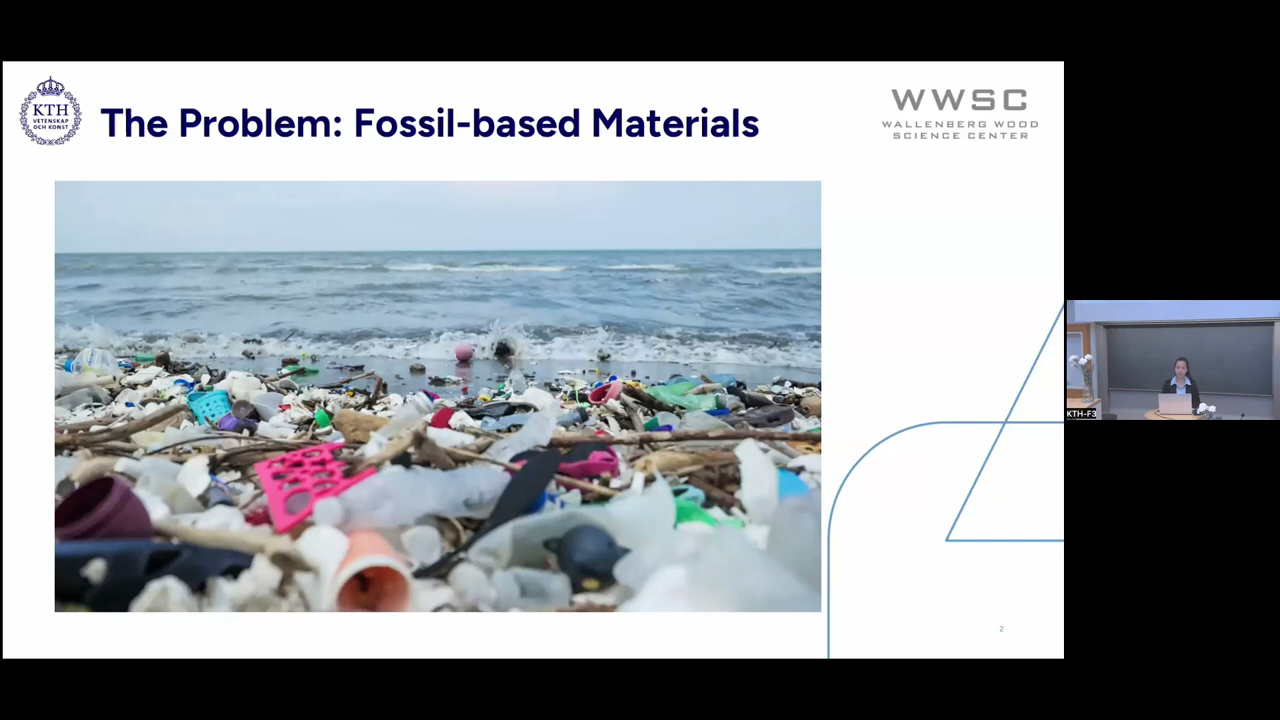 KTH
VETENSKAP
OCH KONST
The Problem: Fossil-based Materials
WWSC
WALLENBERG WOOD
SCIENCE CENTER
KTH-F3
2